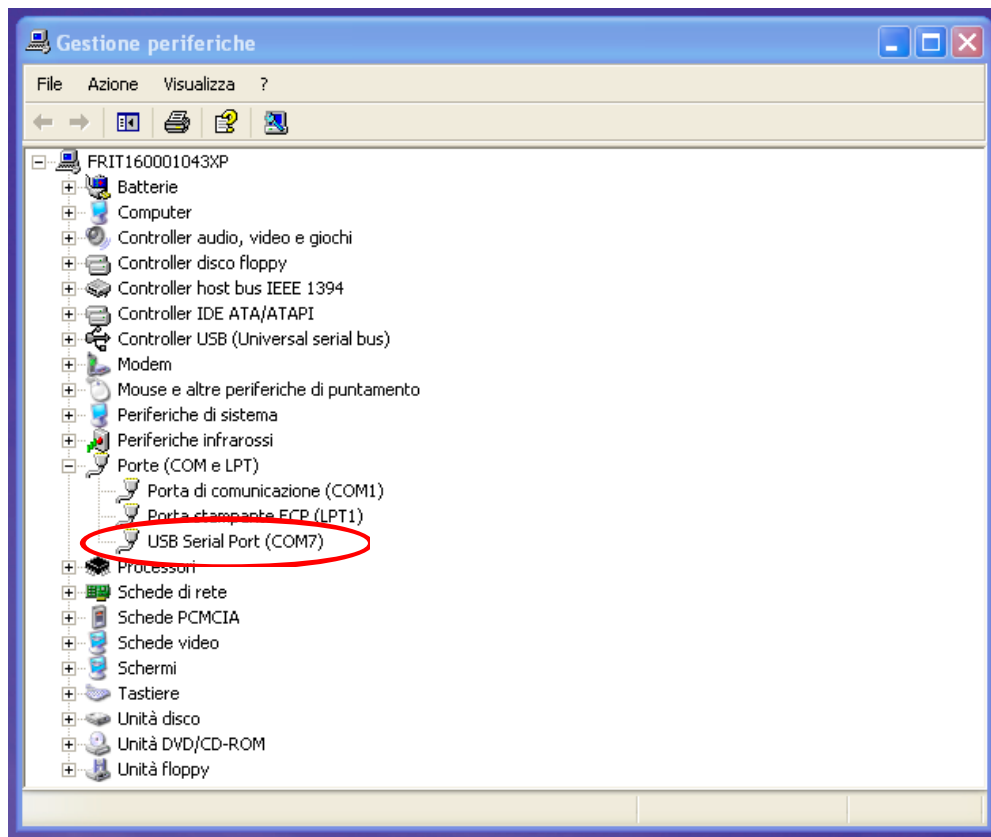 Gestione periferiche
File Azione Visualizza ?
FRIT160001043XP
Batterie
Computer
Controller audio, video e giochi
Controller disco floppy
Controller host bus IEEE 1394
Controller IDE ATA/ATAPI
Controller USB (Universal serial bus)
Modem
Mouse e altre periferiche di puntamento
Periferiche di sistema
Periferiche infrarossi
Porte (COM e LPT)
Porta di comunicazione (COM1)
Porta stampante ECP (LPT1)
USB Serial Port (COM7)
Processori
Schede di rete
Schede PCMCIA
Schede video
Schermi
Tastiere
Unità disco
Unità DVD/CD-ROM
Unità floppy